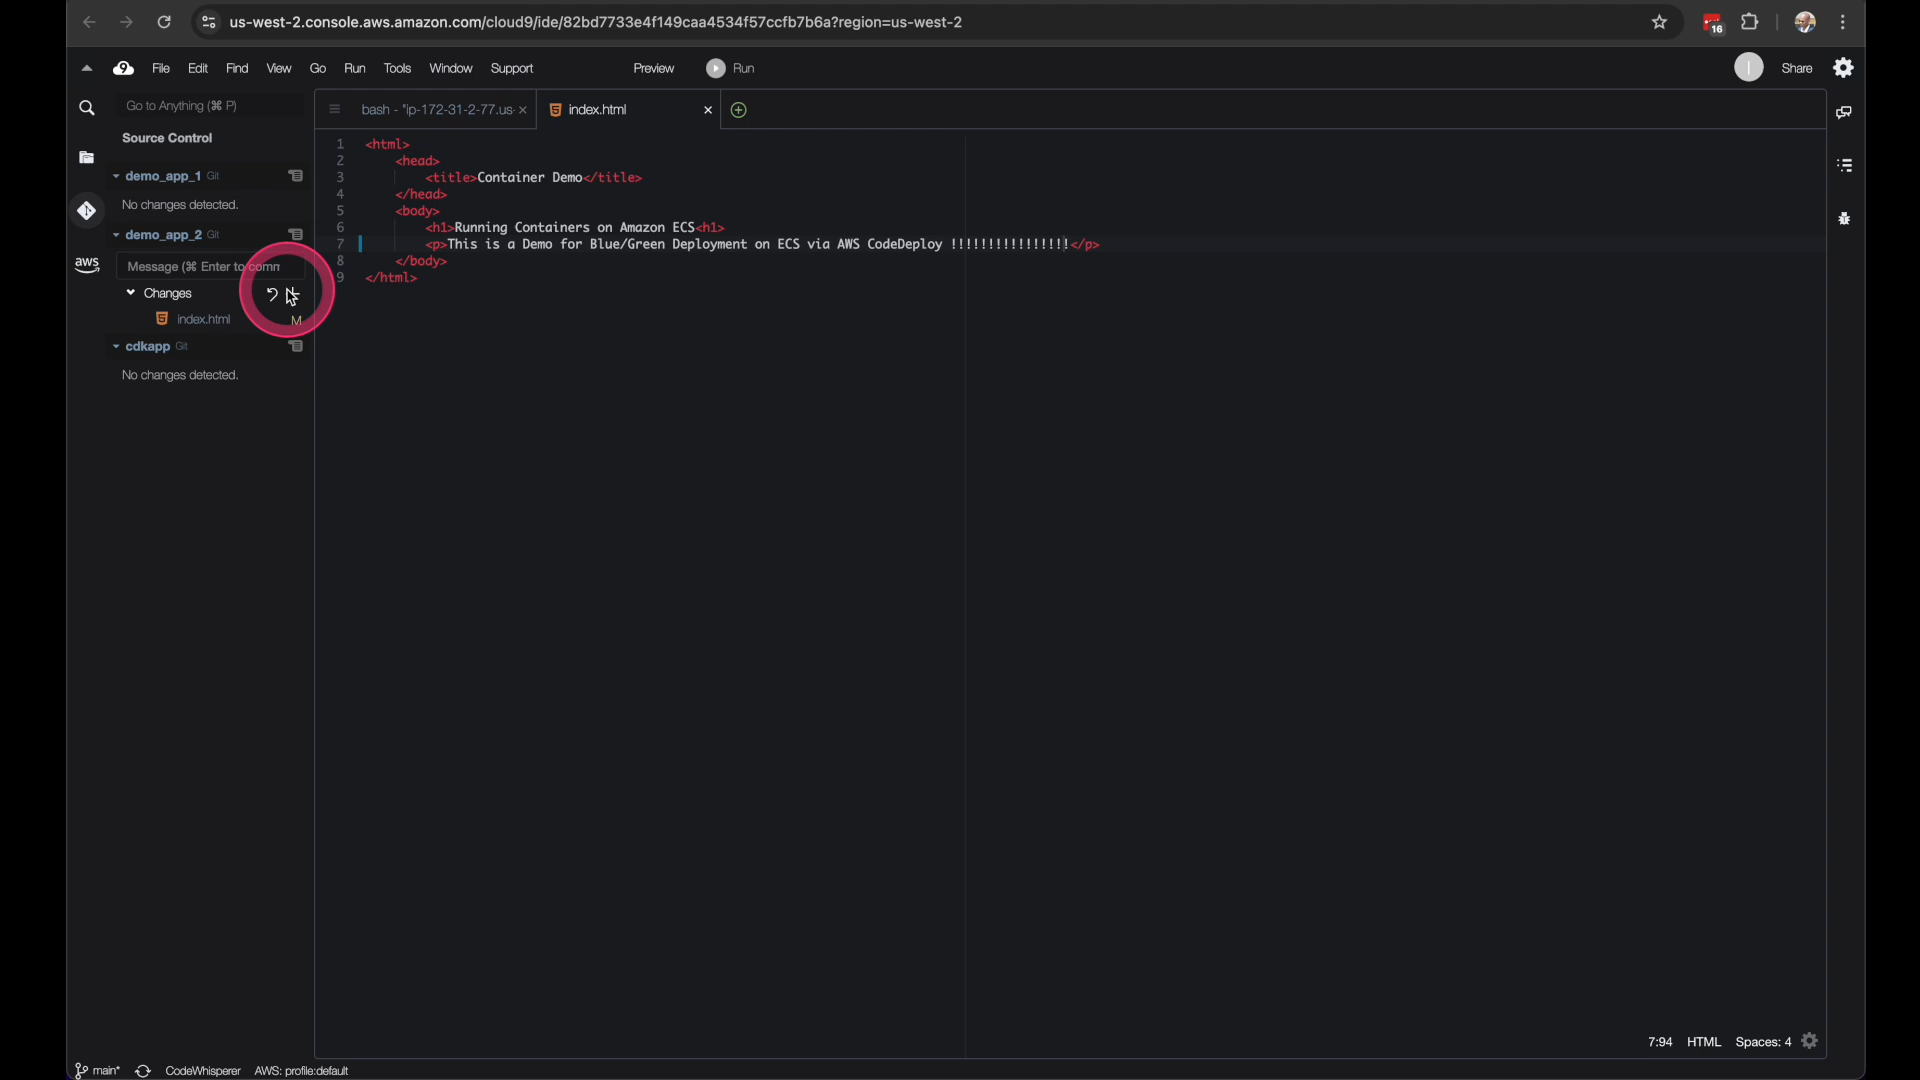 us-west-2.console.aws.amazon.com/cloud9/ide/82bd7733e4f149caa4534f57ccfb7b6a?region=us-west-2
16
9 File Edit Find View Go Run Tools Window Support Preview Run Share
Go to Anything (⌘ P)
bash - "ip-172-31-2-77.us-
index.html
Source Control
demo_app_1 Git
No changes detected.
demo_app_2 Git
Message (⌘ Enter to comm
Changes
index.html M
cdkapp Git
No changes detected.
aws
1 <html>
2 <head>
3 <title>Container Demo</title>
4 </head>
5 <body>
6 <h1>Running Containers on Amazon ECS<h1>
7 <p>This is a Demo for Blue/Green Deployment on ECS via AWS CodeDeploy !!!!!!!!!!!!!!!!</p>
8 </body>
9 </html>
7:94 HTML Spaces: 4
main* CodeWhisperer AWS: profile:default